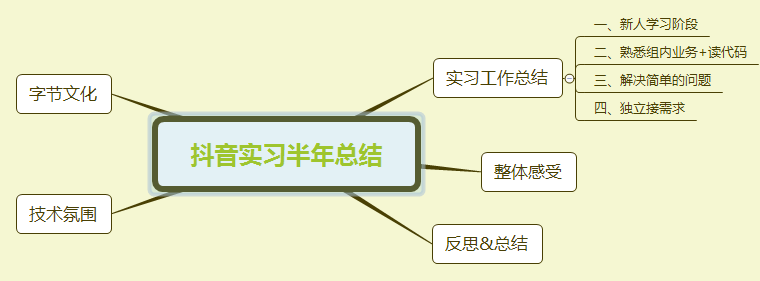 抖音实习半年总结
实习工作总结
一、新人学习阶段
二、熟悉组内业务+读代码
三、解决简单的问题
四、独立接需求
整体感受
反思&总结
字节文化
技术氛围